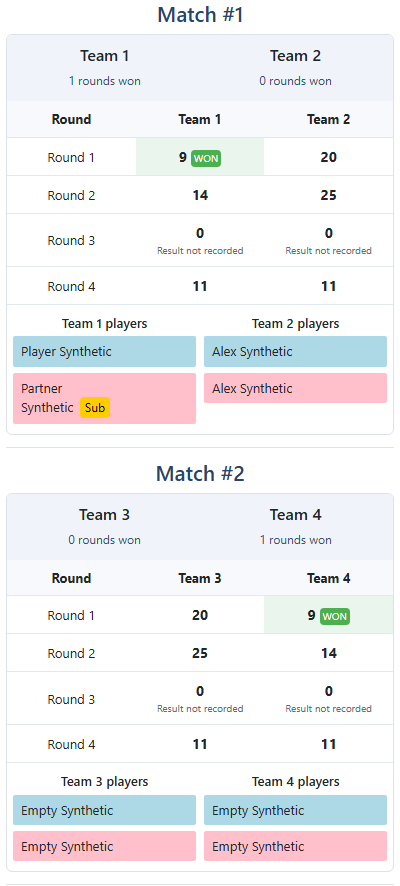 Match #1
Team 1 Team 2
1 rounds won 0 rounds won
Round Team 1 Team 2
Round 1 9 WON 20
Round 2 14 25
Round 3 0 0
Result not recorded Result not recorded
Round 4 11 11
Team 1 players Team 2 players
Player Synthetic Alex Synthetic
Partner
Synthetic Sub Alex Synthetic
Match #2
Team 3 Team 4
0 rounds won 1 rounds won
Round Team 3 Team 4
Round 1 20 9 WON
Round 2 25 14
Round 3 0 0
Result not recorded Result not recorded
Round 4 11 11
Team 3 players Team 4 players
Empty Synthetic Empty Synthetic
Empty Synthetic Empty Synthetic